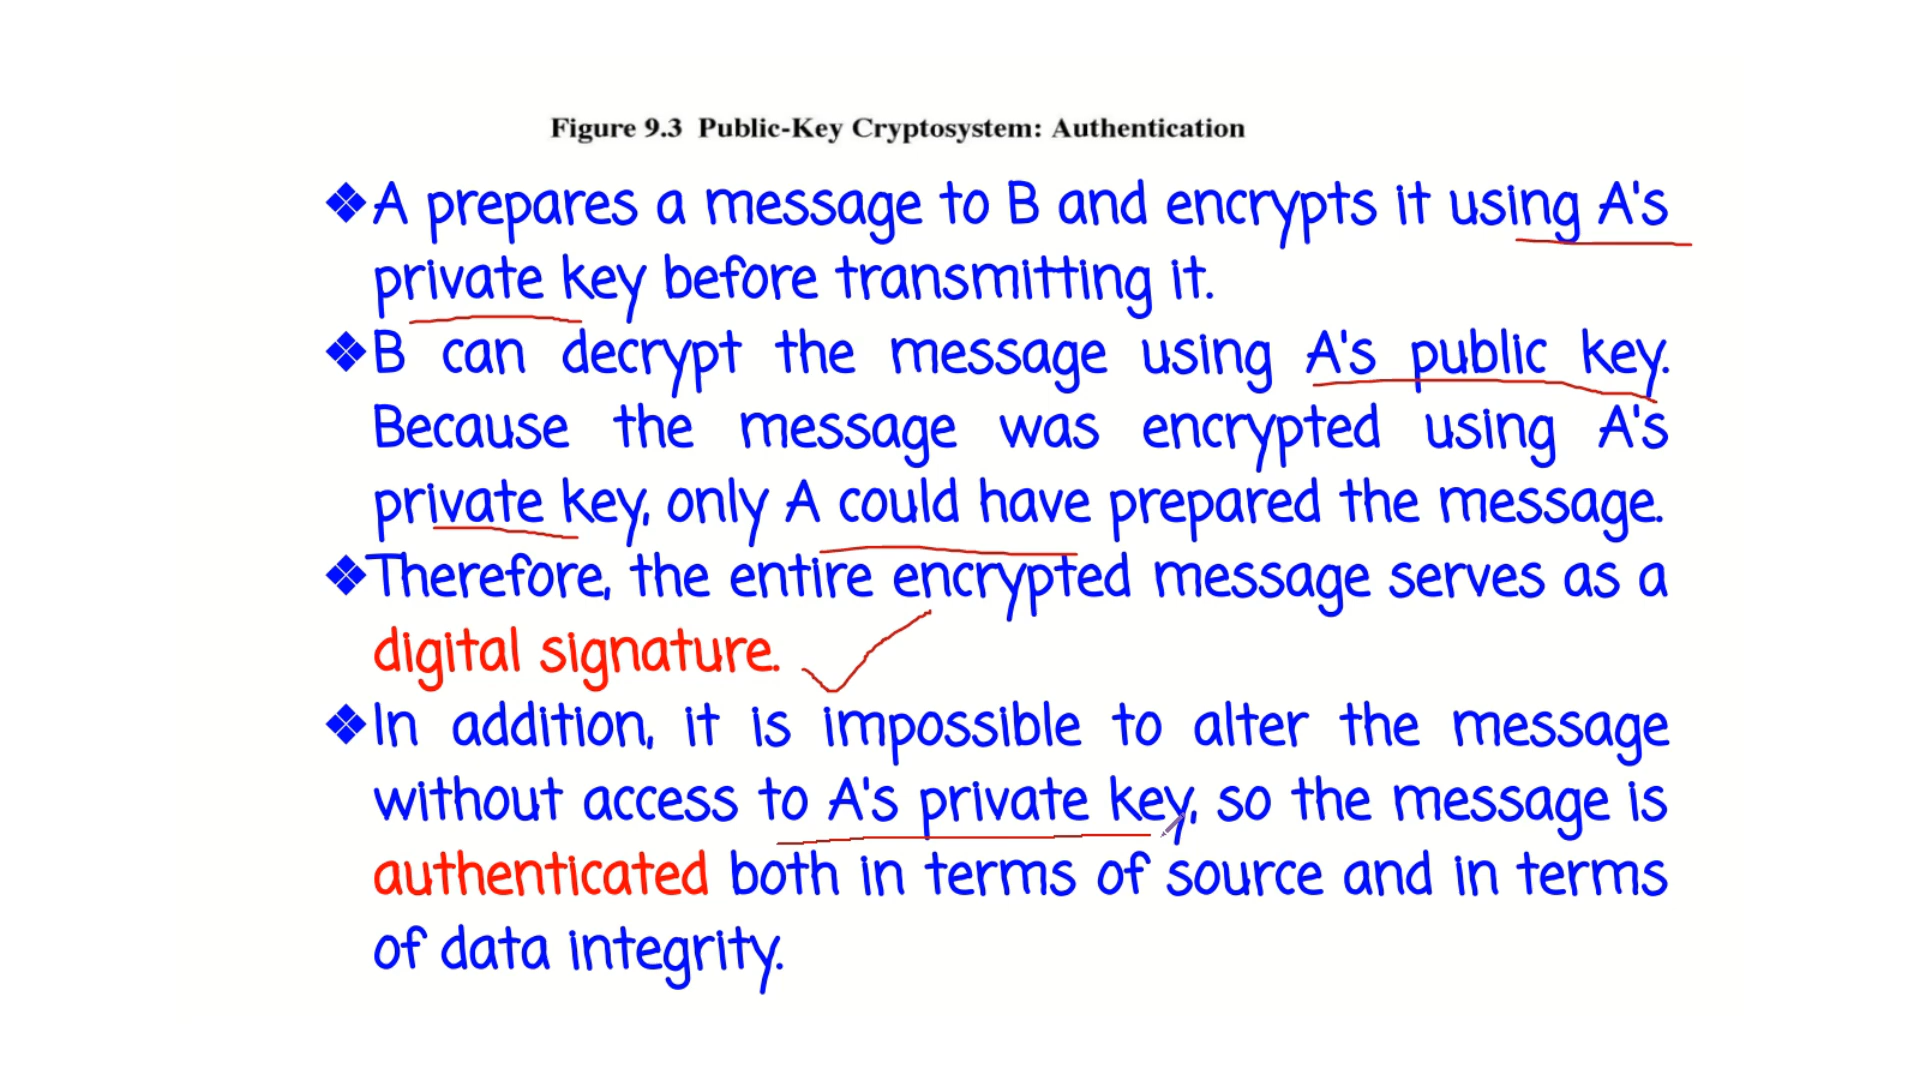 Figure 9.3 Public-Key Cryptosystem: Authentication
❖A prepares a message to B and encrypts it using A's
private key before transmitting it.
❖B can decrypt the message using A's public key.
Because the message was encrypted using A's
private key, only A could have prepared the message.
❖Therefore, the entire encrypted message serves as a
digital signature.
❖In addition, it is impossible to alter the message
without access to A's private key, so the message is
authenticated both in terms of source and in terms
of data integrity.